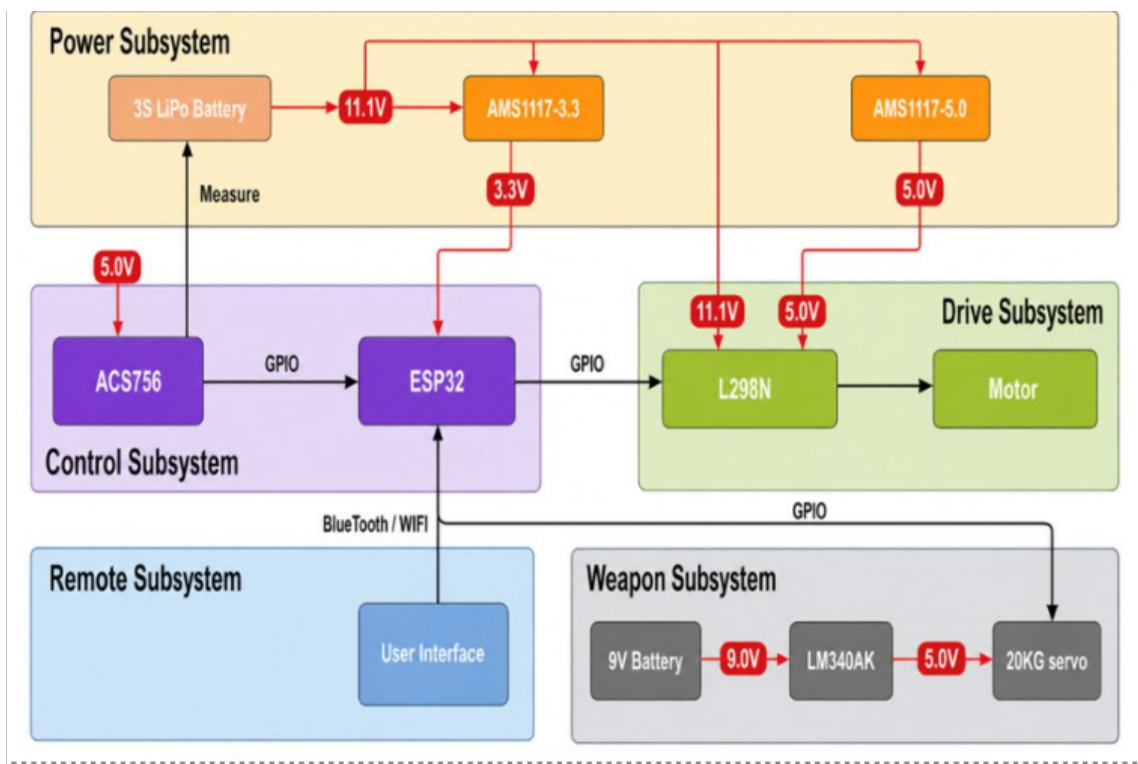 Power Subsystem
3S LiPo Battery
11.1V
AMS1117-3.3
AMS1117-5.0
Measure
3.3V
5.0V
5.0V
11.1V
5.0V
Drive Subsystem
ACS756
GPIO
ESP32
GPIO
L298N
Motor
Control Subsystem
BlueTooth / WIFI
GPIO
Remote Subsystem
Weapon Subsystem
User Interface
9V Battery
9.0V
LM340AK
5.0V
20KG servo